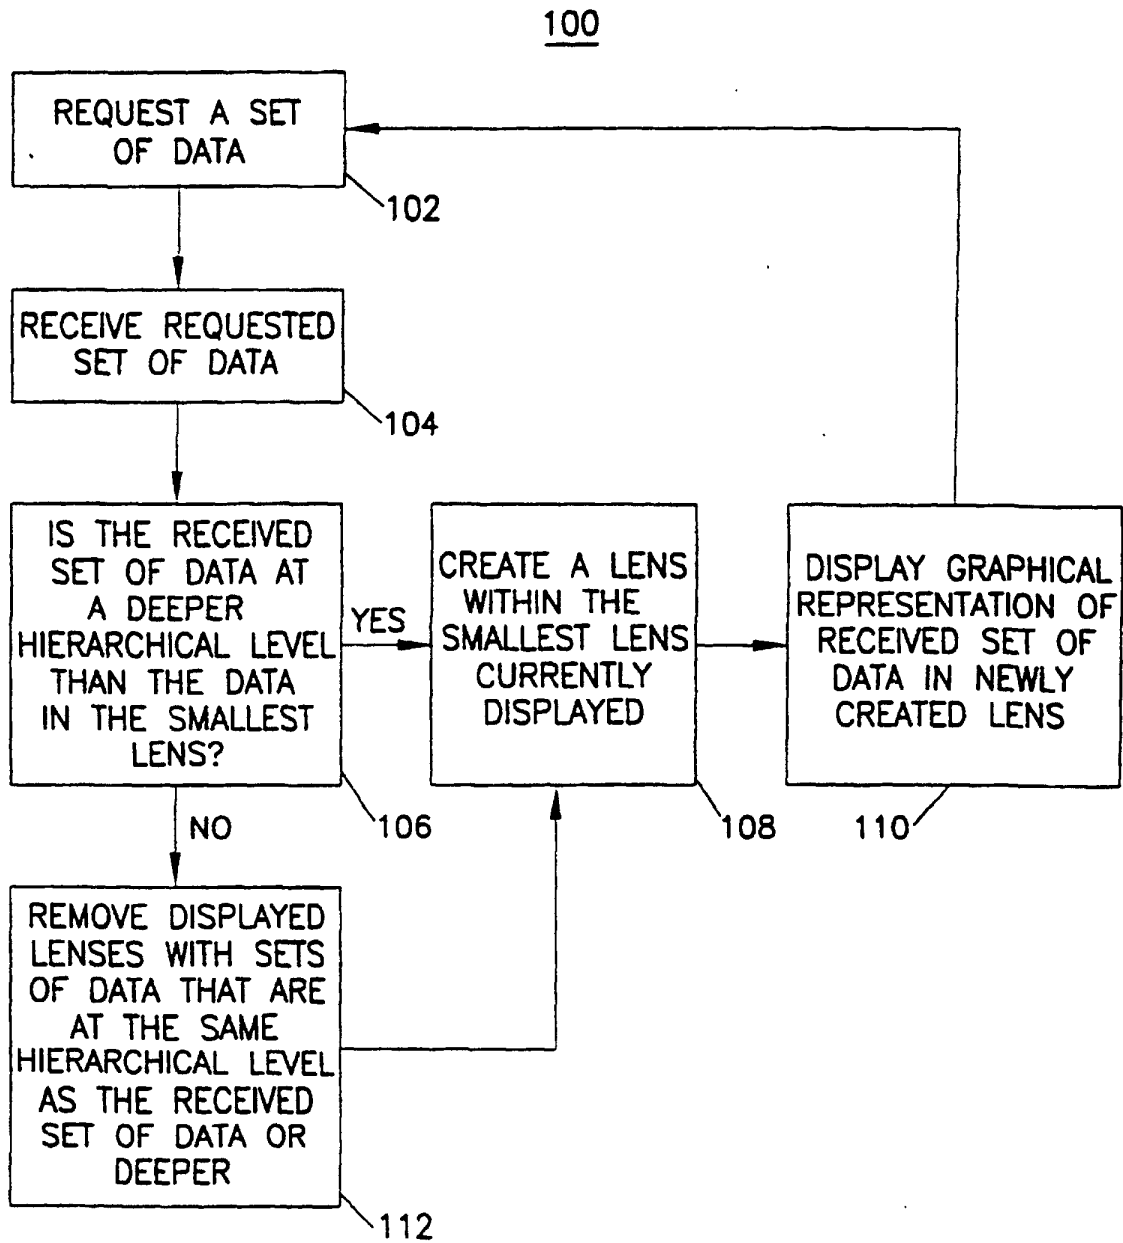 100
REQUEST A SET
OF DATA
102
RECEIVE REQUESTED
SET OF DATA
104
IS THE RECEIVED
SET OF DATA AT
A DEEPER
HIERARCHICAL LEVEL
THAN THE DATA
IN THE SMALLEST
LENS?
106
YES
NO
CREATE A LENS
WITHIN THE
SMALLEST LENS
CURRENTLY
DISPLAYED
108
DISPLAY GRAPHICAL
REPRESENTATION OF
RECEIVED SET OF
DATA IN NEWLY
CREATED LENS
110
REMOVE DISPLAYED
LENSES WITH SETS
OF DATA THAT ARE
AT THE SAME
HIERARCHICAL LEVEL
AS THE RECEIVED
SET OF DATA OR
DEEPER
112